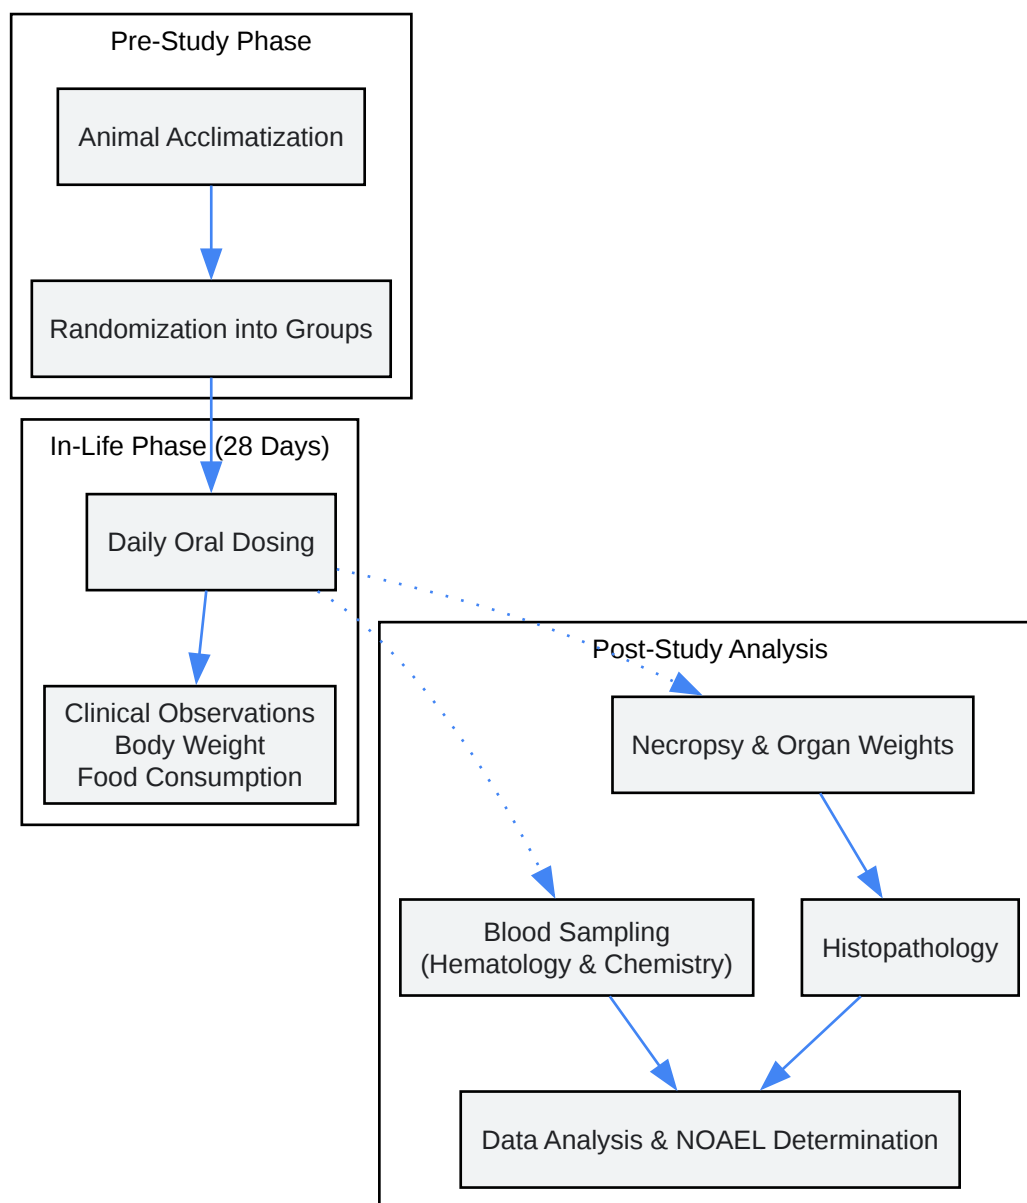 Pre-Study Phase
Animal Acclimatization
Randomization into Groups
In-Life Phase (28 Days)
Daily Oral Dosing
Clinical Observations
Body Weight
Food Consumption
Post-Study Analysis
Necropsy & Organ Weights
Blood Sampling
(Hematology & Chemistry)
Histopathology
Data Analysis & NOAEL Determination